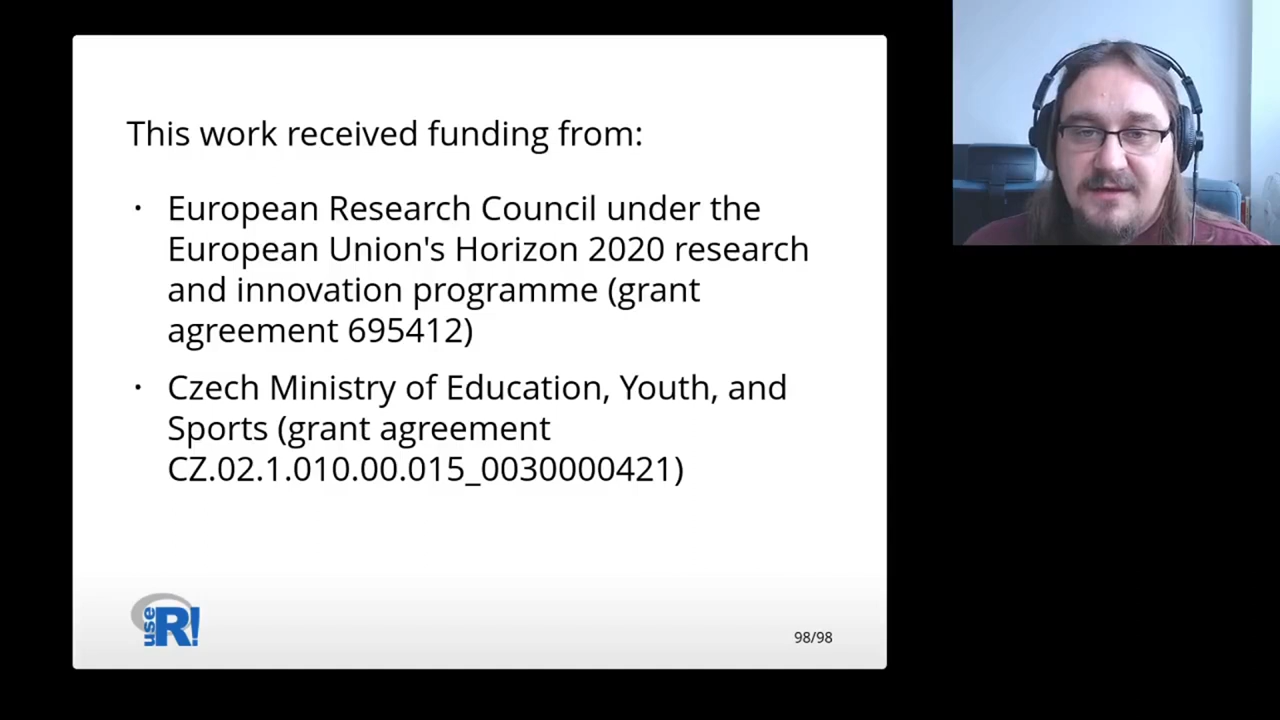 This work received funding from:
· European Research Council under the
European Union's Horizon 2020 research
and innovation programme (grant
agreement 695412)
· Czech Ministry of Education, Youth, and
Sports (grant agreement
CZ.02.1.010.00.015_0030000421)
useR!
98/98